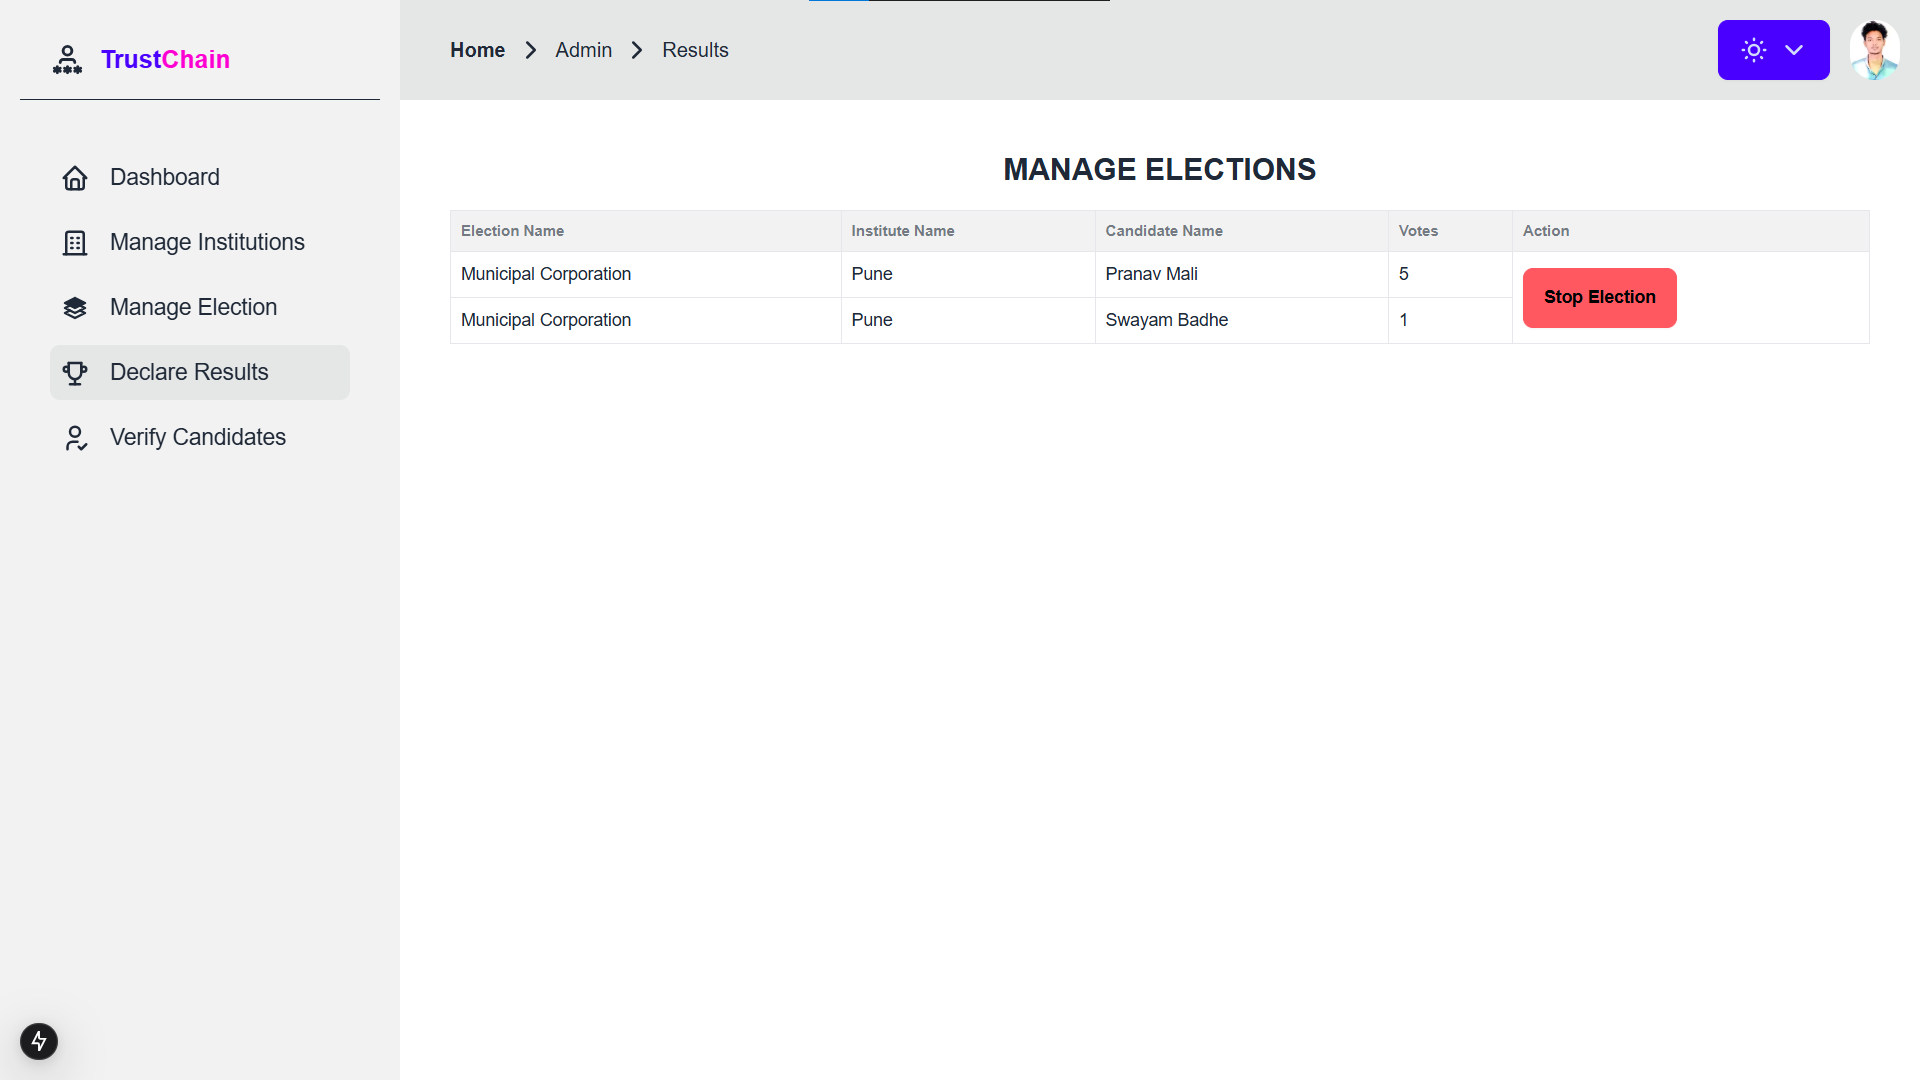 TrustChain
Home Admin Results
Dashboard
Manage Institutions
Manage Election
Declare Results
Verify Candidates
MANAGE ELECTIONS
Election Name Institute Name Candidate Name Votes Action
Municipal Corporation Pune Pranav Mali 5
Stop Election
Municipal Corporation Pune Swayam Badhe 1